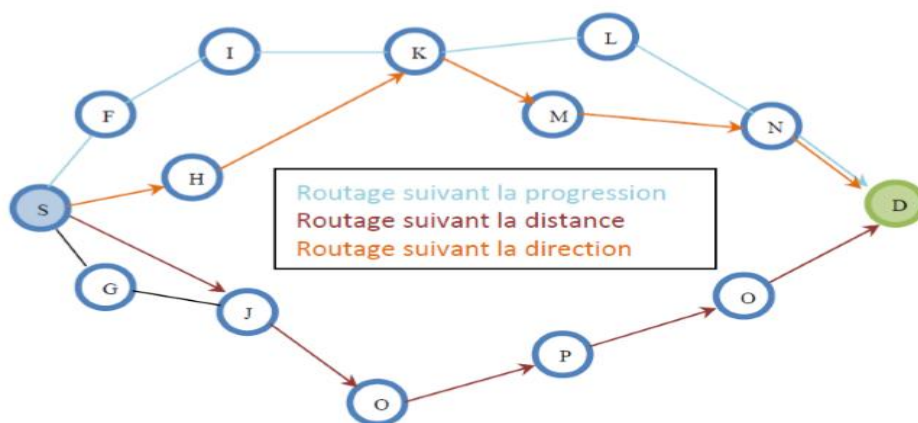 L
I
K
F
M
N
H
Routage suivant la progression
S
D
Routage suivant la distance
Routage suivant la direction
G
O
J
P
O